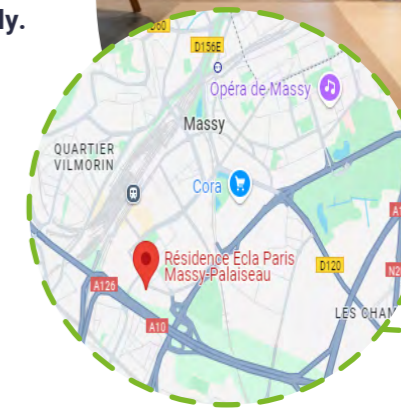 ly.
D60
D156E
Opéra de Massy
Massy
QUARTIER
VILMORIN
Cora
Résidence Ecla Paris
Massy-Palaiseau
D120
A126
A10
LES CHAM